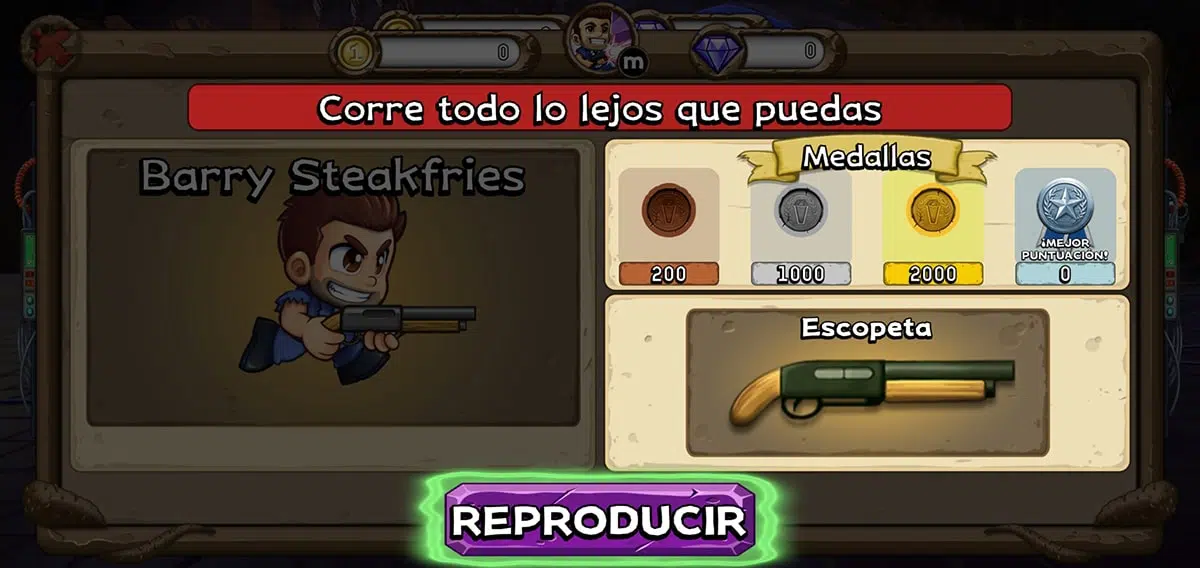 1
0
m
0
Corre todo lo lejos que puedas
Barry Steakfries
Medallas
¡MEJOR
PUNTUACIÓN!
200
1000
2000
0
Escopeta
REPRODUCIR